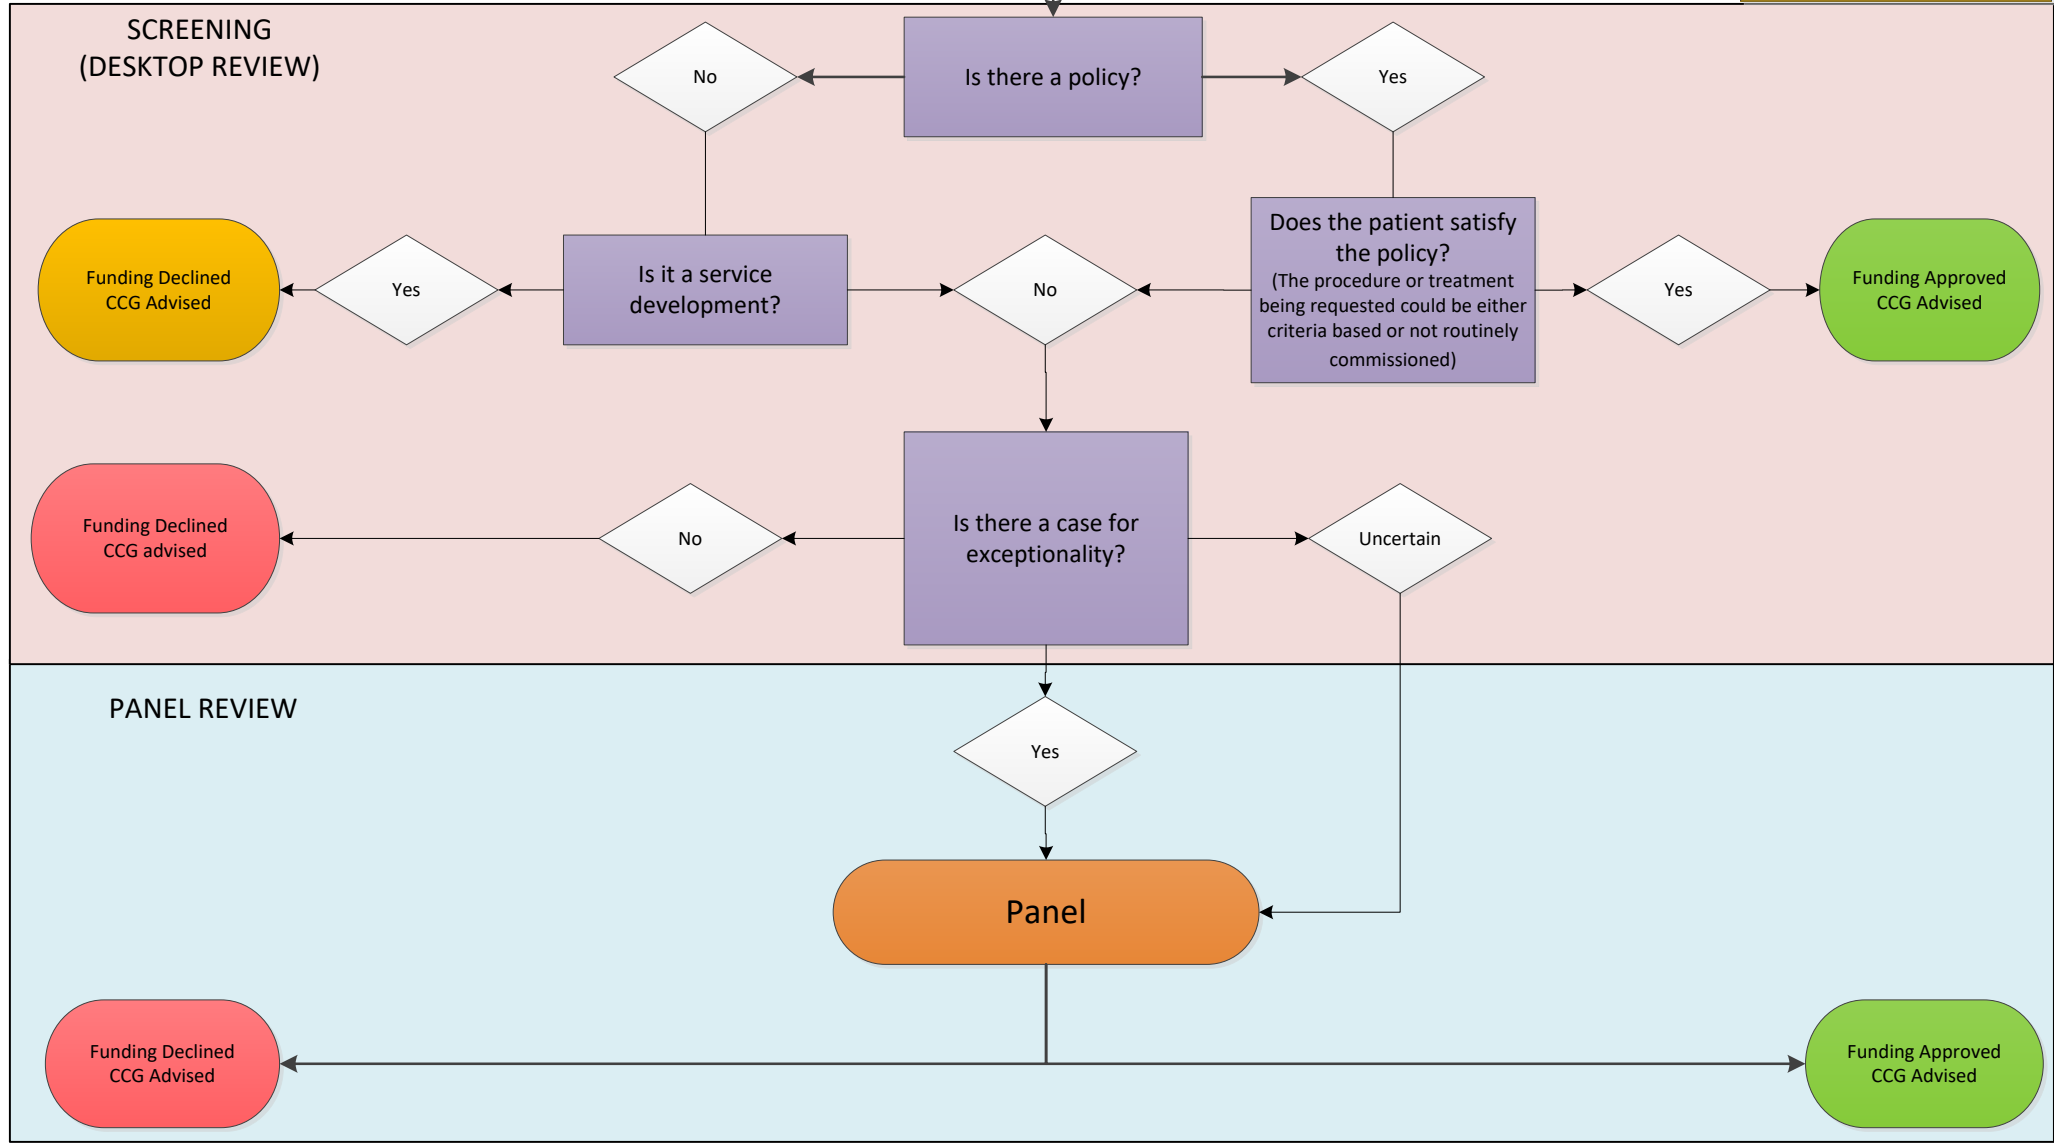 SCREENING
(DESKTOP REVIEW)
No
Is there a policy?
Yes
Funding Declined
CCG Advised
Yes
Is it a service
development?
No
Does the patient satisfy
the policy?
(The procedure or treatment
being requested could be either
criteria based or not routinely
commissioned)
Yes
Funding Approved
CCG Advised
Funding Declined
CCG advised
No
Is there a case for
exceptionality?
Uncertain
PANEL REVIEW
Yes
Panel
Funding Declined
CCG Advised
Funding Approved
CCG Advised